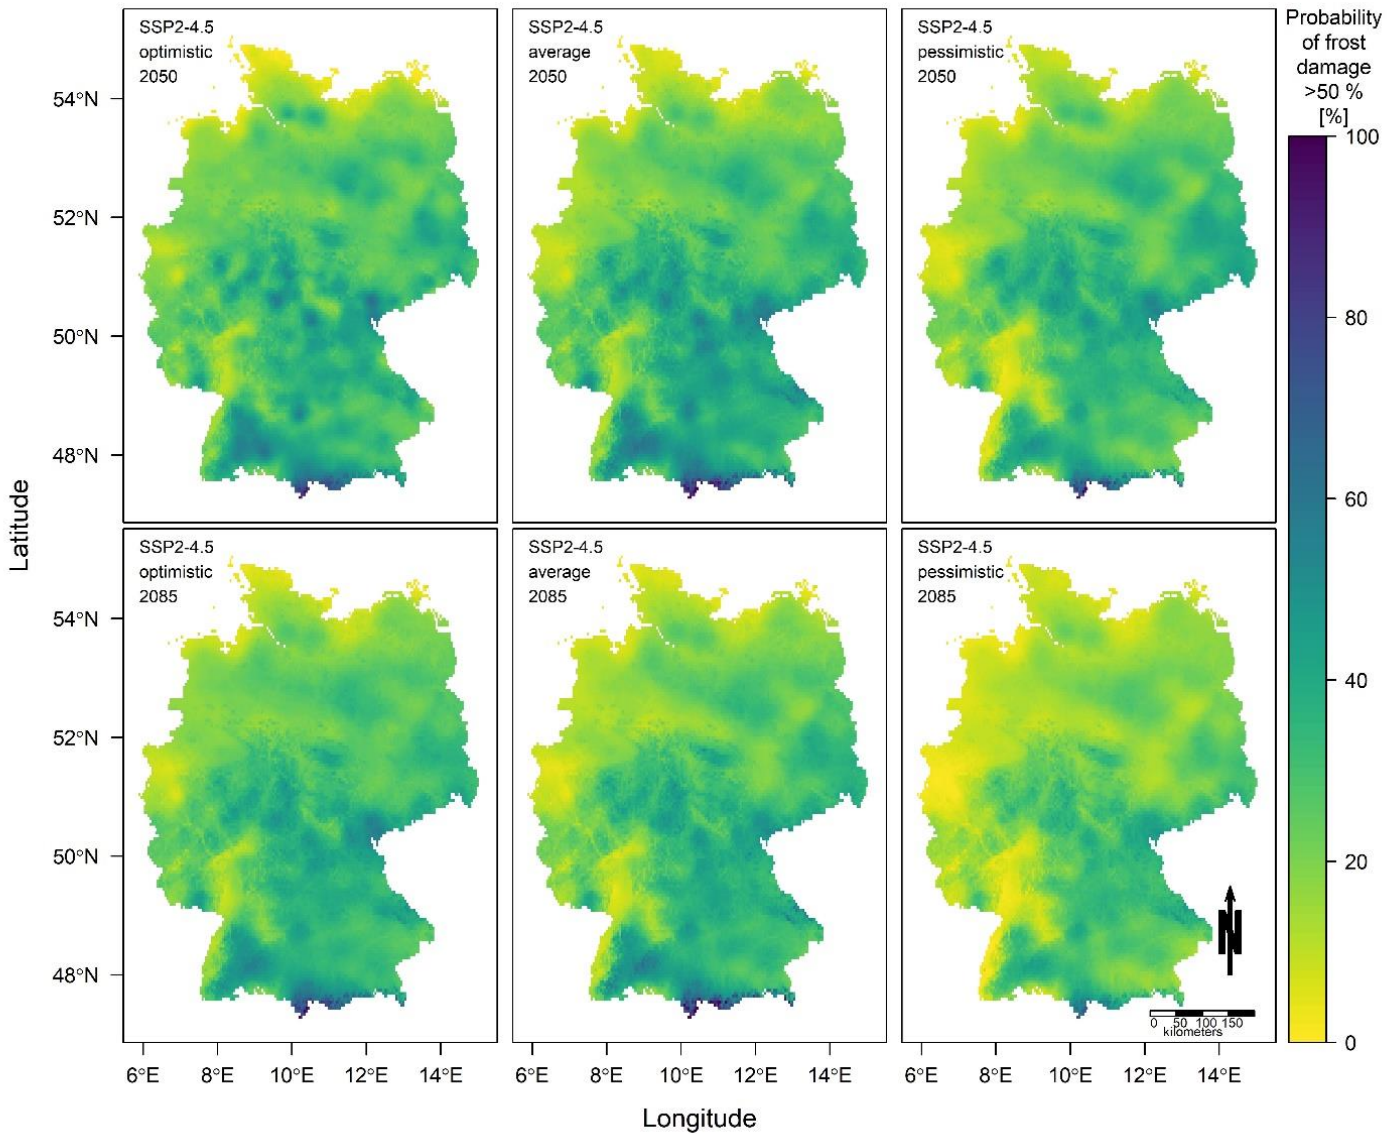 SSP2-4.5
optimistic
2050
SSP2-4.5
average
2050
SSP2-4.5
pessimistic
2050
Probability
of frost
damage
>50 %
[%]
100
80
60
40
20
0
54°N
52°N
50°N
48°N
Latitude
SSP2-4.5
optimistic
2085
SSP2-4.5
average
2085
SSP2-4.5
pessimistic
2085
54°N
52°N
50°N
48°N
N
0 50 100 150
kilometers
6°E 8°E 10°E 12°E 14°E
6°E 8°E 10°E 12°E 14°E
6°E 8°E 10°E 12°E 14°E
Longitude